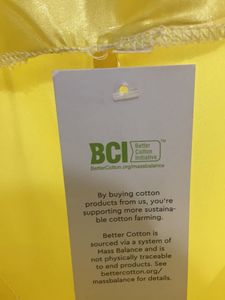 BCI
Better
Cotton
Initiative
TM
BetterCotton.org/massbalance
By buying cotton
products from us, you're
supporting more sustaina-
ble cotton farming.
Better Cotton is
sourced via a system of
Mass Balance and is
not physically traceable
to end products. See
bettercotton.org/
massbalance for details.